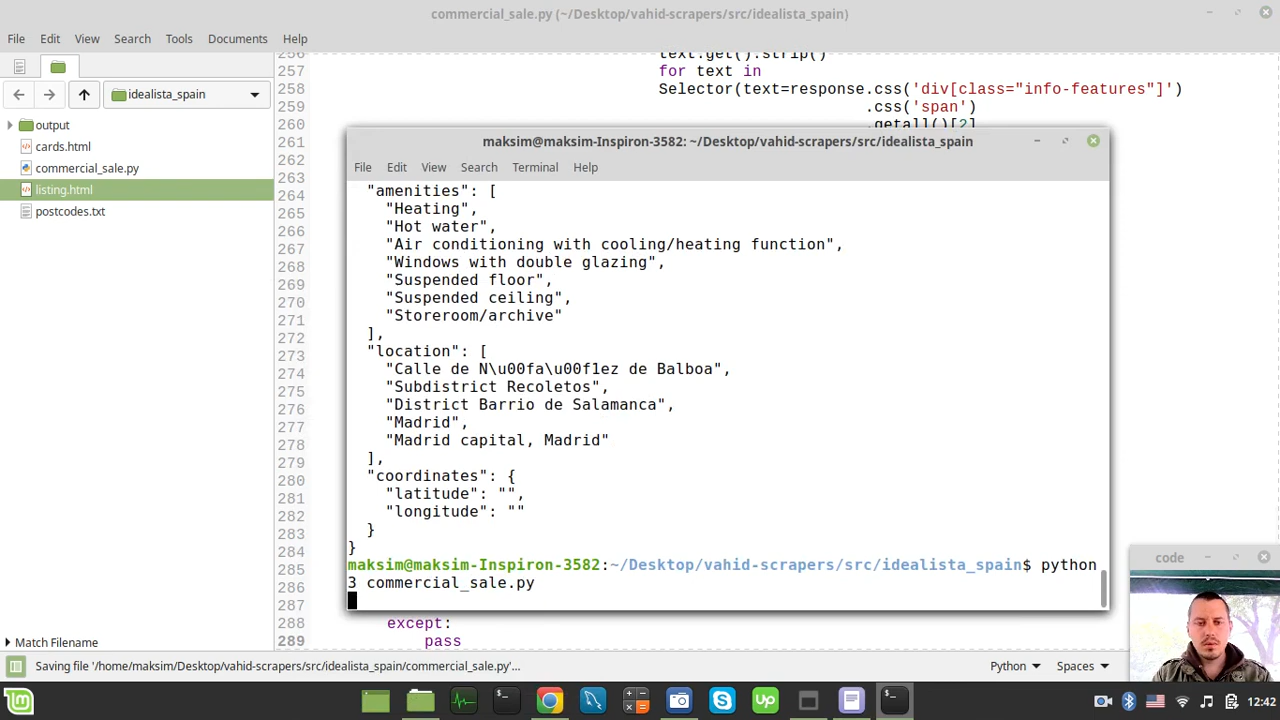 commercial_sale.py (~/Desktop/vahid-scrapers/src/idealista_spain)
File Edit View Search Tools Documents Help
idealista_spain
output
cards.html
commercial_sale.py
listing.html
postcodes.txt
Match Filename
256 text.get().strip()
257 for text in
258 Selector(text=response.css('div[class="info-features"]')
259 .css('span')
260 .getall()[2]
261
262
263
264
265
266
267
268
269
270
271
272
273
274
275
276
277
278
279
280
281
282
283
284
285
286
287
288 except:
289 pass
maksim@maksim-Inspiron-3582: ~/Desktop/vahid-scrapers/src/idealista_spain
File Edit View Search Terminal Help
"amenities": [
"Heating",
"Hot water",
"Air conditioning with cooling/heating function",
"Windows with double glazing",
"Suspended floor",
"Suspended ceiling",
"Storeroom/archive"
],
"location": [
"Calle de N\u00fa\u00f1ez de Balboa",
"Subdistrict Recoletos",
"District Barrio de Salamanca",
"Madrid",
"Madrid capital, Madrid"
],
"coordinates": {
"latitude": "",
"longitude": ""
}
}
maksim@maksim-Inspiron-3582:~/Desktop/vahid-scrapers/src/idealista_spain$ python
3 commercial_sale.py
code
Saving file '/home/maksim/Desktop/vahid-scrapers/src/idealista_spain/commercial_sale.py'...
Python Spaces
12:42